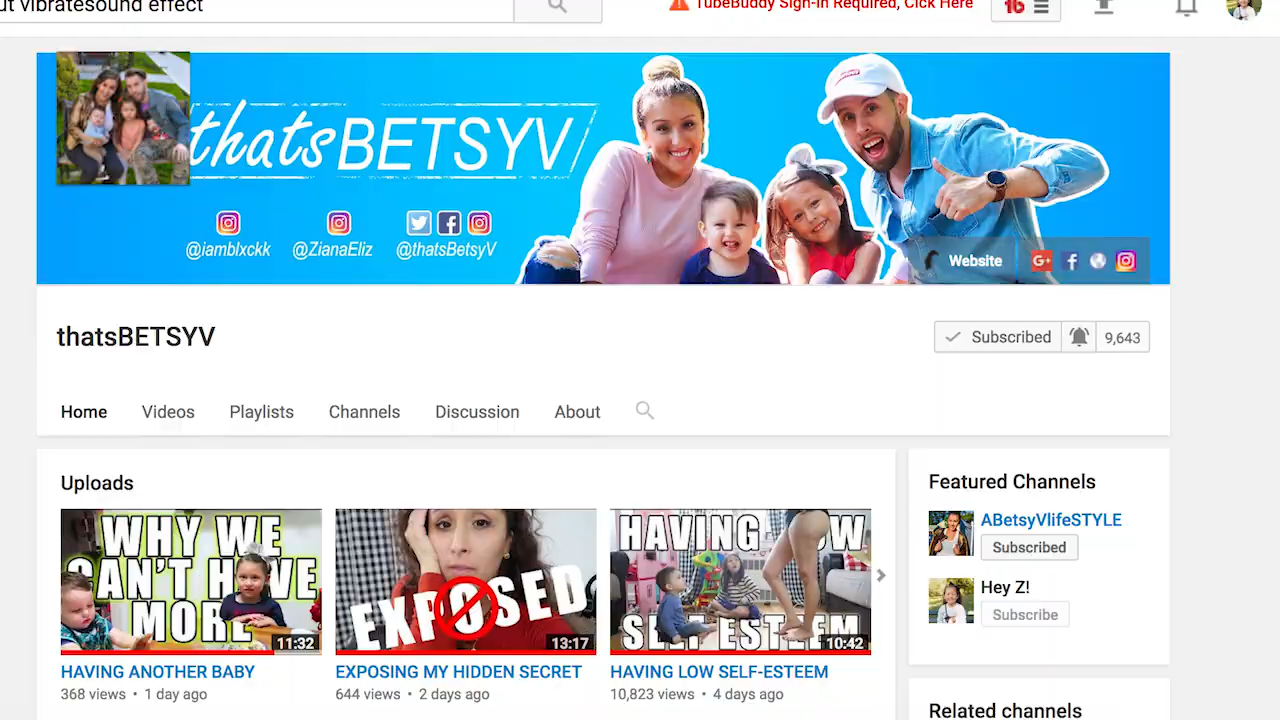 ut vibratesound effect
TubeBuddy Sign-in Required, Click Here
16
thatsBETSYV
@iamblxckk @ZianaEliz @thatsBetsyV
Website
thatsBETSYV
Subscribed 9,643
Home Videos Playlists Channels Discussion About
Uploads
WHY WE
CAN'T HAVE
MORE
11:32
HAVING ANOTHER BABY
368 views • 1 day ago
EXPOSED
13:17
EXPOSING MY HIDDEN SECRET
644 views • 2 days ago
HAVING LOW
SELF-ESTEEM
10:42
HAVING LOW SELF-ESTEEM
10,823 views • 4 days ago
Featured Channels
ABetsyVlifeSTYLE
Subscribed
Hey Z!
Subscribe
Related channels